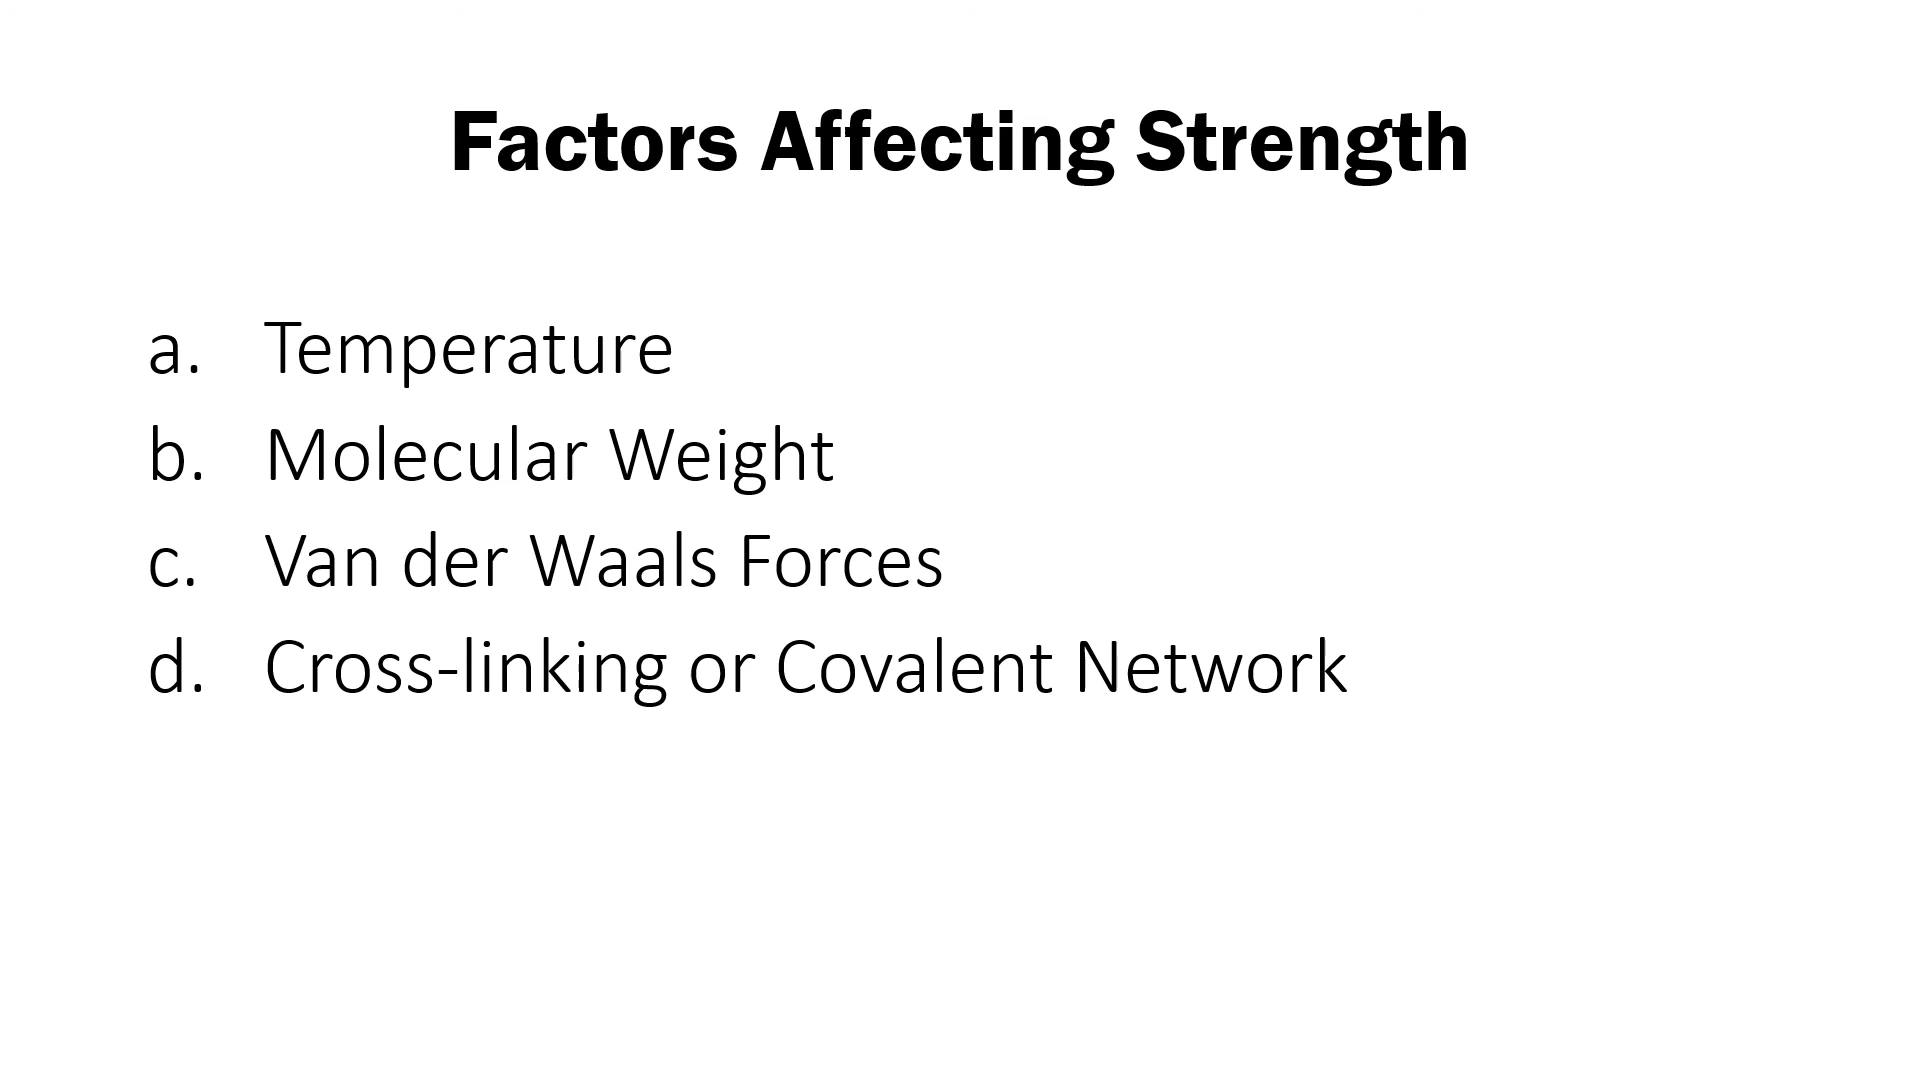 Factors Affecting Strength
a. Temperature
b. Molecular Weight
c. Van der Waals Forces
d. Cross-linking or Covalent Network